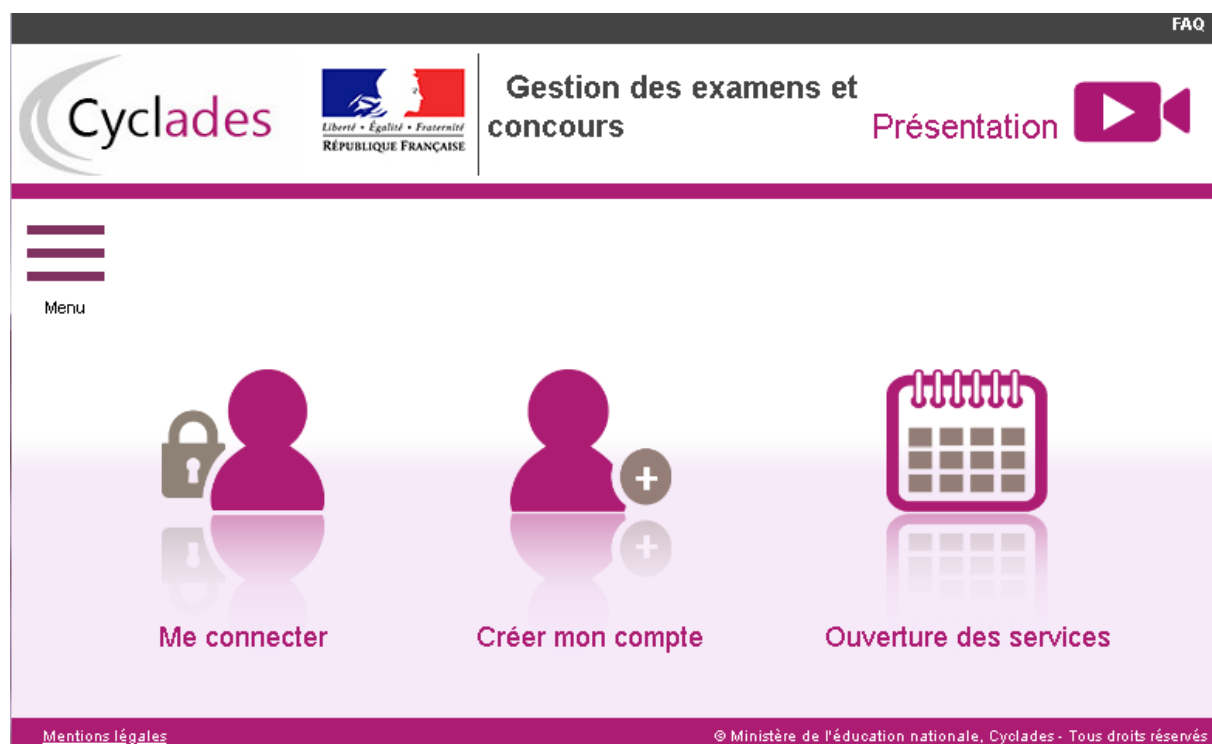 FAQ
Cyclades
Liberté • Égalité • Fraternité
RÉPUBLIQUE FRANÇAISE
Gestion des examens et
concours
Présentation
Menu
Me connecter
Créer mon compte
Ouverture des services
Mentions légales
© Ministère de l'éducation nationale, Cyclades - Tous droits réservés